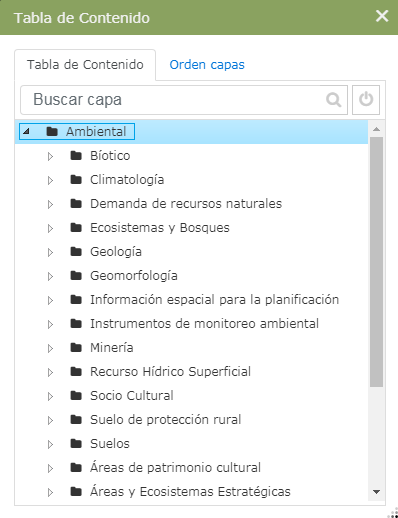 Tabla de Contenido
Tabla de Contenido
Orden capas
Buscar capa
Ambiental
Bíotico
Climatología
Demanda de recursos naturales
Ecosistemas y Bosques
Geología
Geomorfología
Información espacial para la planificación
Instrumentos de monitoreo ambiental
Minería
Recurso Hídrico Superficial
Socio Cultural
Suelo de protección rural
Suelos
Áreas de patrimonio cultural
Áreas y Ecosistemas Estratégicas